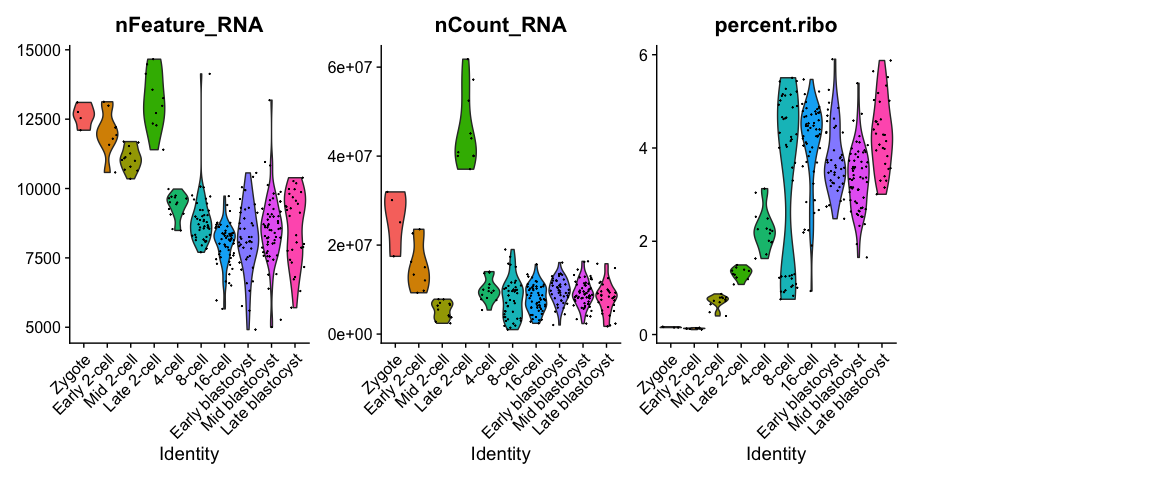 nFeature_RNA
15000
12500
10000
7500
5000
Zygote
Early 2-cell
Mid 2-cell
Late 2-cell
4-cell
8-cell
16-cell
Early blastocyst
Mid blastocyst
Late blastocyst
Identity
nCount_RNA
6e+07
4e+07
2e+07
0e+00
Zygote
Early 2-cell
Mid 2-cell
Late 2-cell
4-cell
8-cell
16-cell
Early blastocyst
Mid blastocyst
Late blastocyst
Identity
percent.ribo
6
4
2
0
Zygote
Early 2-cell
Mid 2-cell
Late 2-cell
4-cell
8-cell
16-cell
Early blastocyst
Mid blastocyst
Late blastocyst
Identity